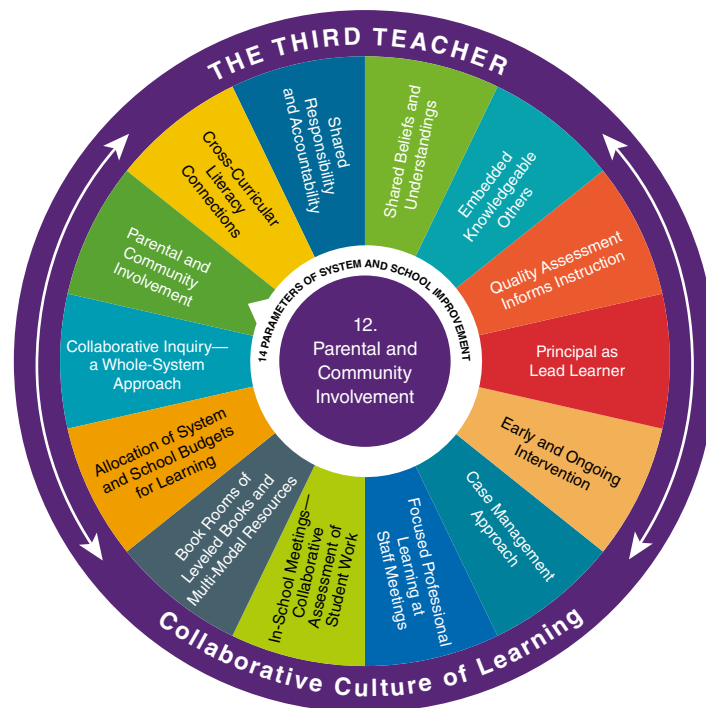 THE THIRD TEACHER
Shared Beliefs and
Understandings
Embedded
Knowledgeable
Others
Quality Assessment
Informs Instruction
Principal as
Lead Learner
Early and Ongoing
Intervention
Case Management
Approach
Focused Professional
Learning at
Staff Meetings
In-School Meetings—
Collaborative
Assessment of
Student Work
Book Rooms of
Leveled Books and
Multi-Modal Resources
Allocation of System
and School Budgets
for Learning
Collaborative Inquiry—
a Whole-System
Approach
Parental and
Community
Involvement
Cross-Curricular
Literacy
Connections
Shared
Responsibility
and Accountability
14 PARAMETERS OF SYSTEM AND SCHOOL IMPROVEMENT
12.
Parental and
Community
Involvement
Collaborative Culture of Learning